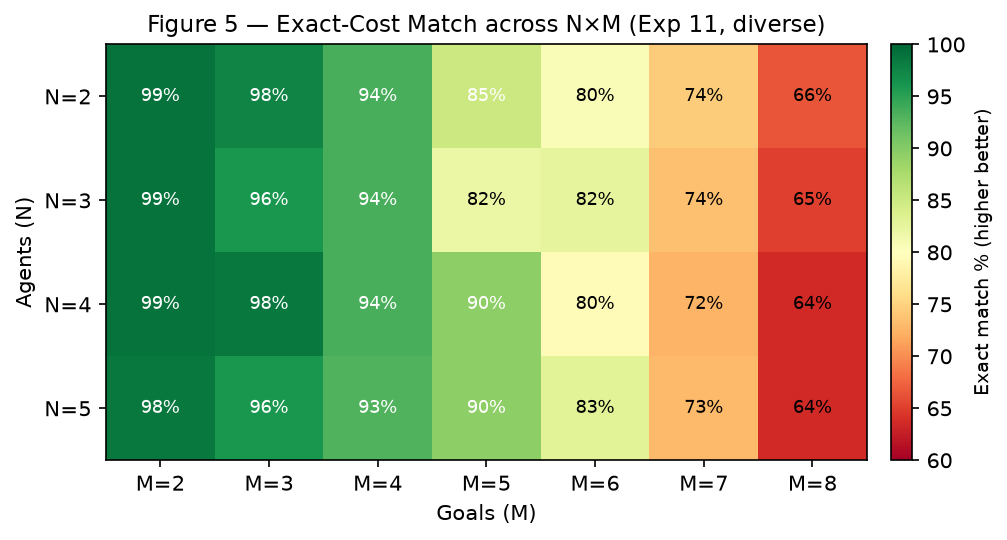 Figure 5 — Exact-Cost Match across N×M (Exp 11, diverse)
Agents (N)
N=2 99% 98% 94% 85% 80% 74% 66%
N=3 99% 96% 94% 82% 82% 74% 65%
N=4 99% 98% 94% 90% 80% 72% 64%
N=5 98% 96% 93% 90% 83% 73% 64%
M=2 M=3 M=4 M=5 M=6 M=7 M=8
Goals (M)
100
95
90
85
80
75
70
65
60
Exact match % (higher better)